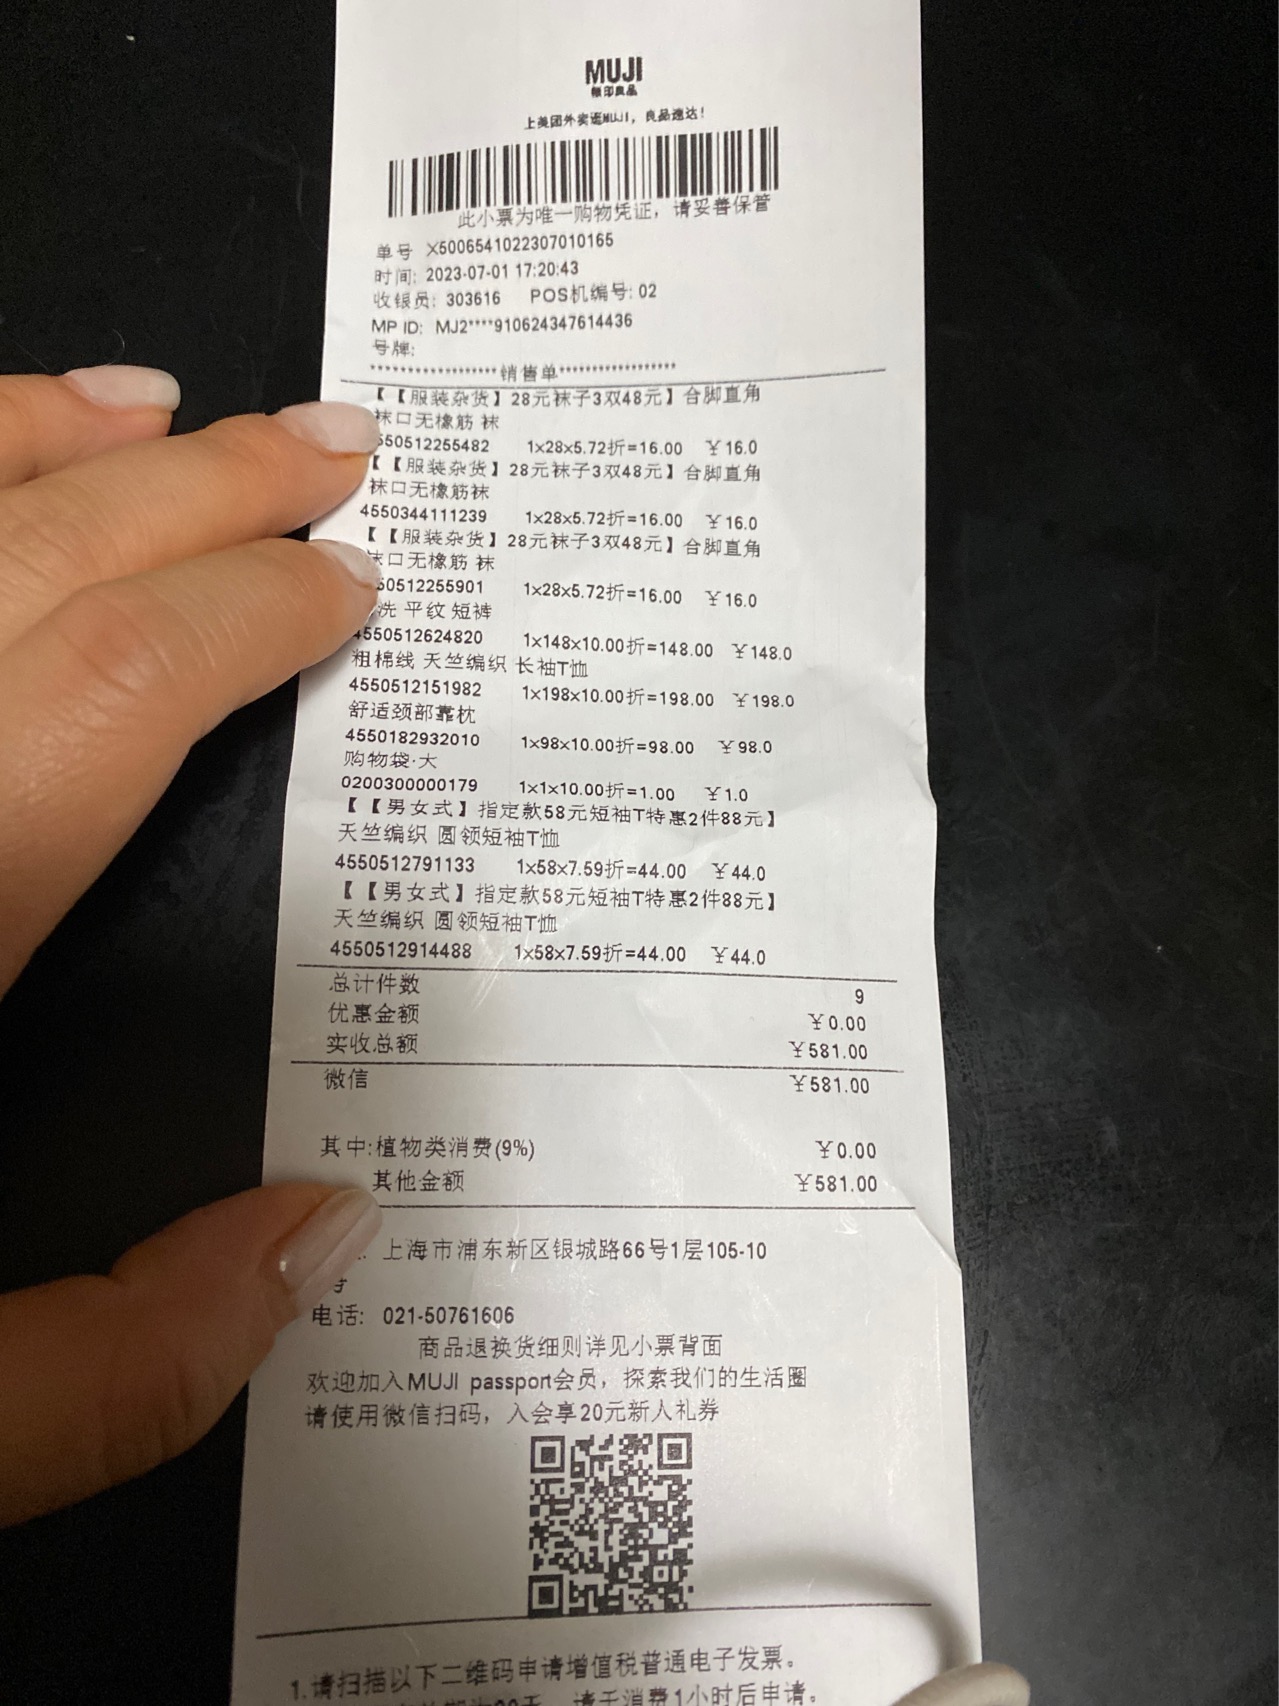 MUJI
無印良品
上美团外卖逛MUJI，良品速达！
此小票为唯一购物凭证，请妥善保管
单号 X5006541022307010165
时间: 2023-07-01 17:20:43
收银员: 303616 POS机编号: 02
MP ID: MJ2****910624347614436
号牌:
******************销售单******************
【【服装杂货】28元袜子3双48元】合脚直角
袜口无橡筋 袜
550512255482 1×28×5.72折=16.00 ￥16.0
【【服装杂货】28元袜子3双48元】合脚直角
袜口无橡筋袜
4550344111239 1×28×5.72折=16.00 ￥16.0
【【服装杂货】28元袜子3双48元】合脚直角
袜口无橡筋 袜
50512255901 1×28×5.72折=16.00 ￥16.0
洗 平纹 短裤
4550512624820 1×148×10.00折=148.00 ￥148.0
粗棉线 天竺编织 长袖T恤
4550512151982 1×198×10.00折=198.00 ￥198.0
舒适颈部靠枕
4550182932010 1×98×10.00折=98.00 ￥98.0
购物袋·大
0200300000179 1×1×10.00折=1.00 ￥1.0
【【男女式】指定款58元短袖T特惠2件88元】
天竺编织 圆领短袖T恤
4550512791133 1×58×7.59折=44.00 ￥44.0
【【男女式】指定款58元短袖T特惠2件88元】
天竺编织 圆领短袖T恤
4550512914488 1×58×7.59折=44.00 ￥44.0
总计件数 9
优惠金额 ￥0.00
实收总额 ￥581.00
微信 ￥581.00
其中:植物类消费(9%) ￥0.00
其他金额 ￥581.00
上海市浦东新区银城路66号1层105-10
号
电话: 021-50761606
商品退换货细则详见小票背面
欢迎加入MUJI passport会员，探索我们的生活圈
请使用微信扫码，入会享20元新人礼券
1.请扫描以下二维码申请增值税普通电子发票。
请于消费1小时后申请。